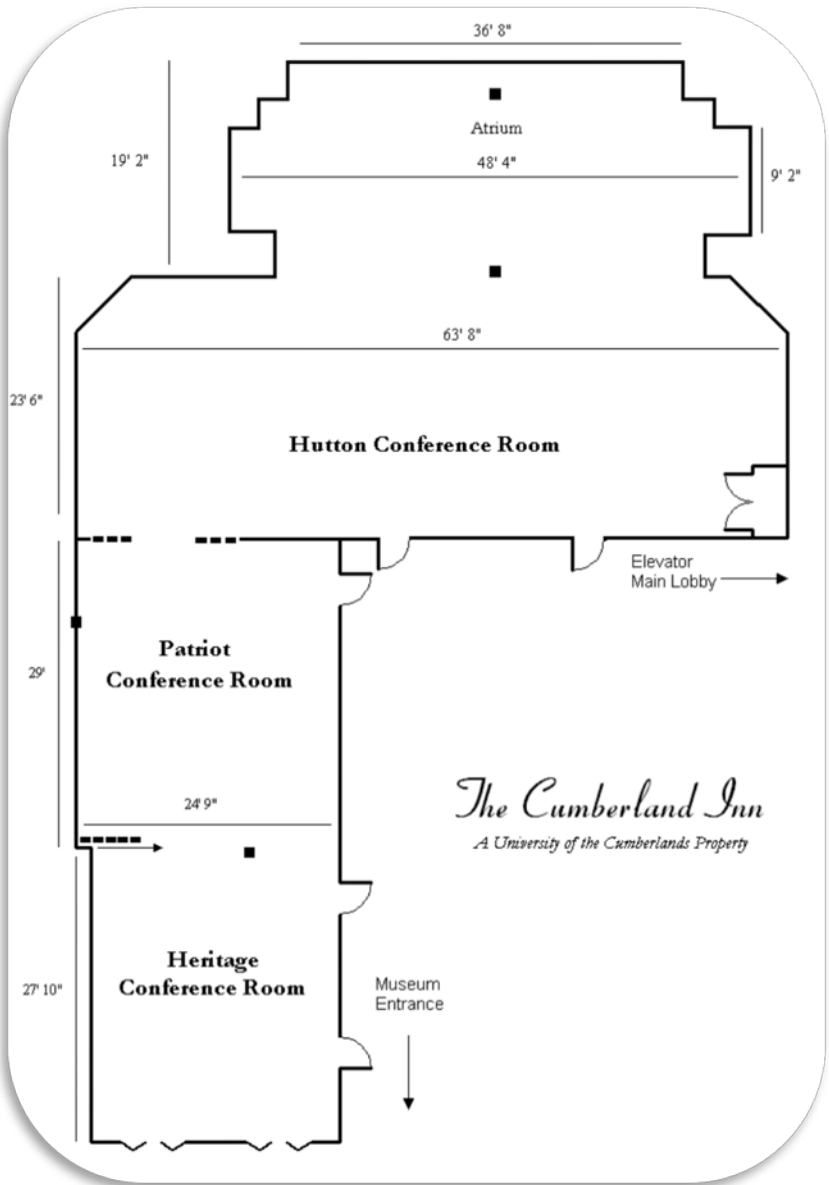 36' 8"
Atrium
19' 2"
48' 4"
9' 2"
63' 8"
23' 6"
Hutton Conference Room
Elevator
Main Lobby
Patriot
Conference Room
29'
24' 9"
The Cumberland Inn
A University of the Cumberlands Property
Heritage
Conference Room
27' 10"
Museum
Entrance